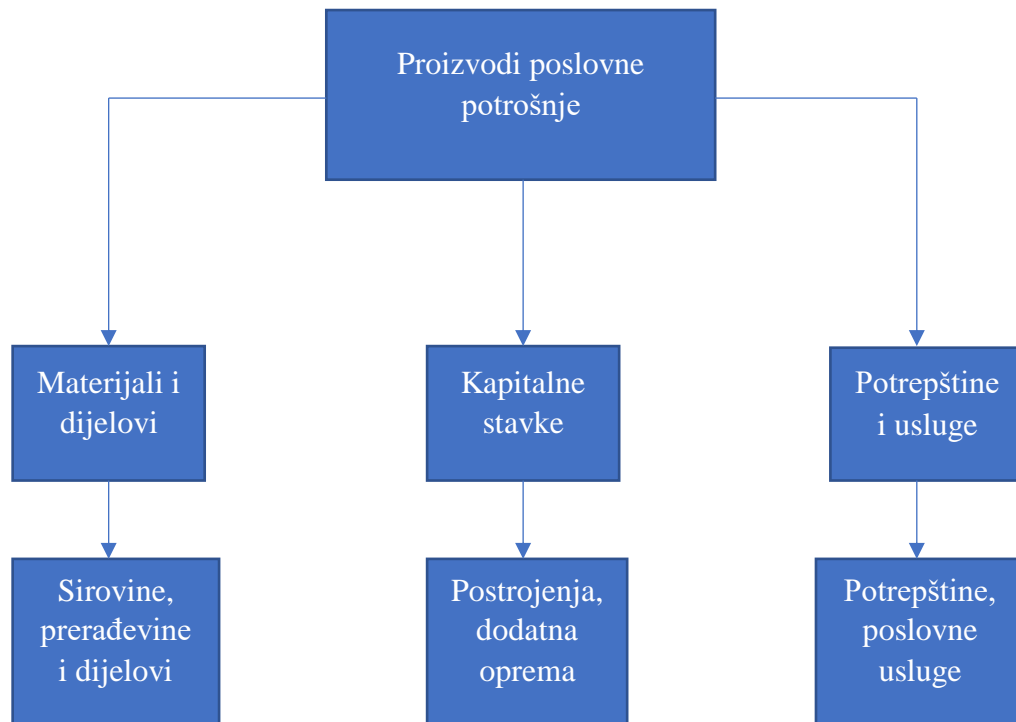 Proizvodi poslovne
potrošnje
Materijali i
dijelovi
Kapitalne
stavke
Potrepštine
i usluge
Sirovine,
prerađevine
i dijelovi
Postrojenja,
dodatna
oprema
Potrepštine,
poslovne
usluge